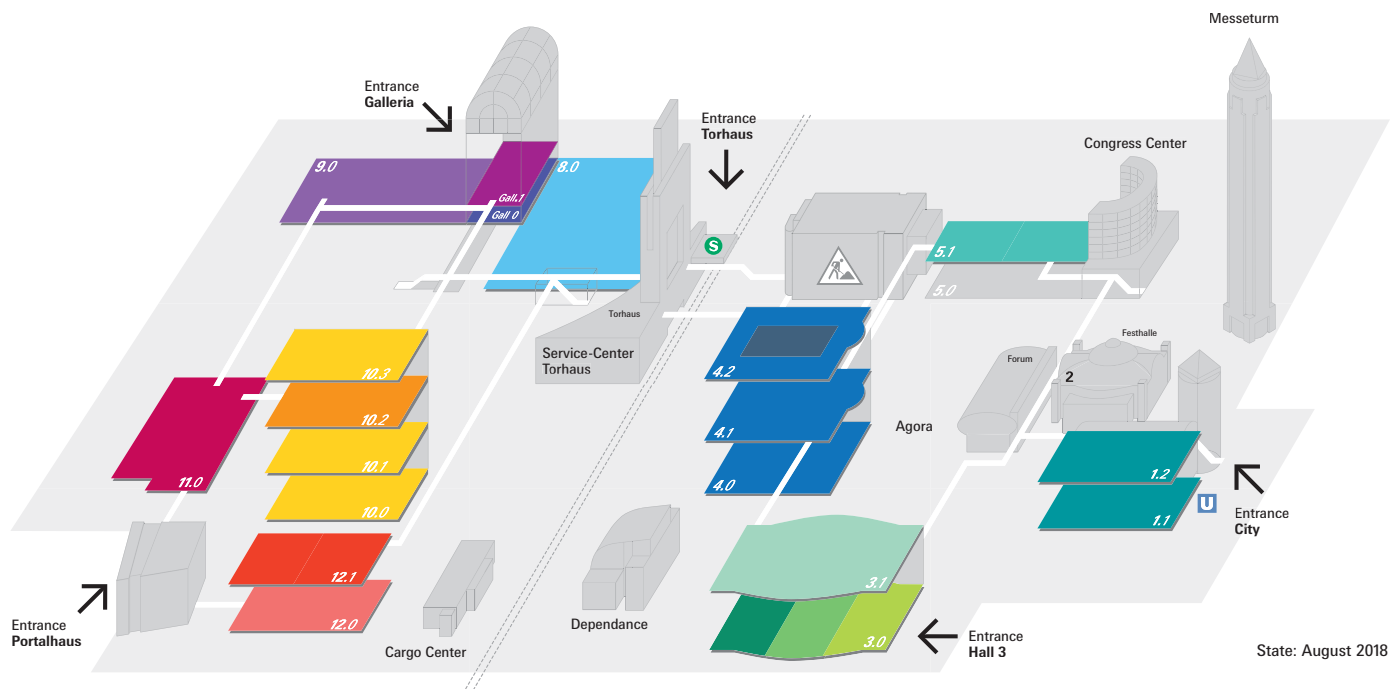 Messeturm
Entrance
Galleria
Entrance
Torhaus
Congress Center
9.0
8.0
Gall.1
Gall 0
S
5.1
5.0
Torhaus
Service-Center
Torhaus
Festhalle
Forum
2
10.3
4.2
10.2
4.1
Agora
10.1
11.0
4.0
1.2
10.0
1.1
U
Entrance
City
12.1
3.1
12.0
Entrance
Portalhaus
Dependance
3.0
Entrance
Hall 3
Cargo Center
State: August 2018